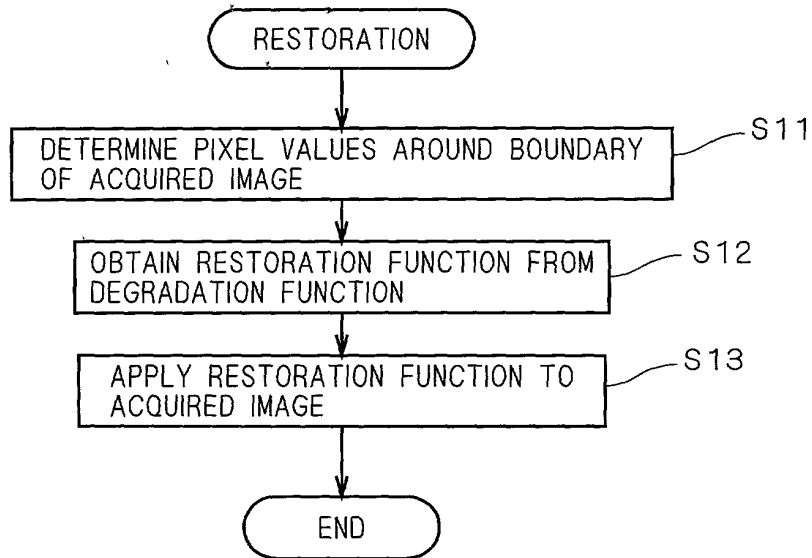 RESTORATION
S11
DETERMINE PIXEL VALUES AROUND BOUNDARY
OF ACQUIRED IMAGE
S12
OBTAIN RESTORATION FUNCTION FROM
DEGRADATION FUNCTION
S13
APPLY RESTORATION FUNCTION TO
ACQUIRED IMAGE
END